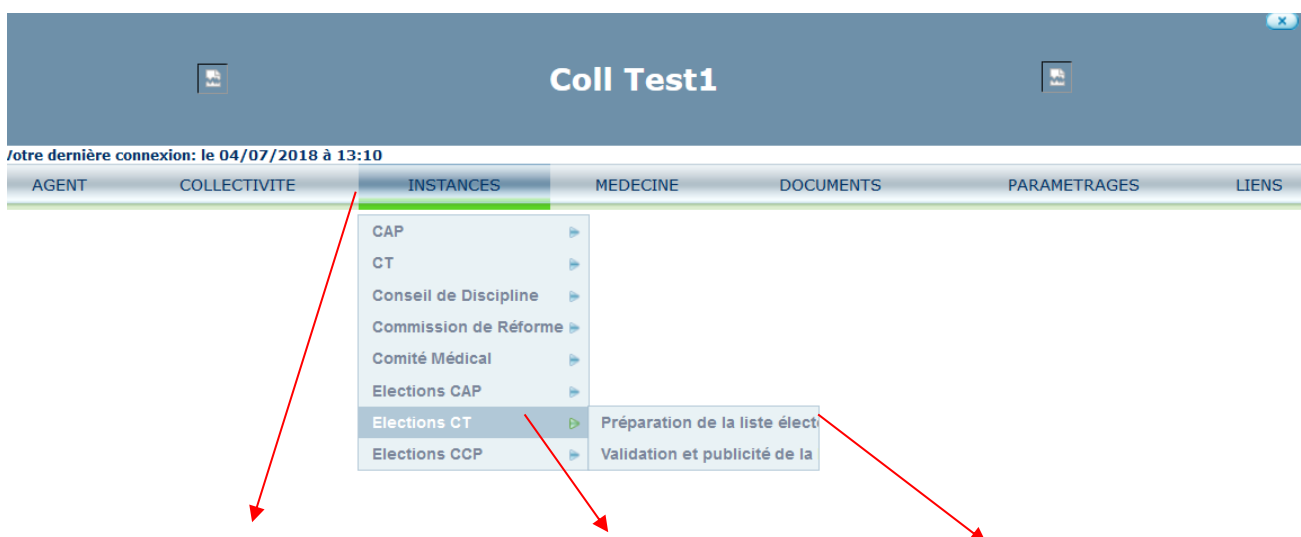 Coll Test1
Votre dernière connexion: le 04/07/2018 à 13:10
AGENT COLLECTIVITE INSTANCES MEDECINE DOCUMENTS PARAMETRAGES LIENS
CAP
CT
Conseil de Discipline
Commission de Réforme
Comité Médical
Elections CAP
Elections CT Préparation de la liste élect
Elections CCP Validation et publicité de la